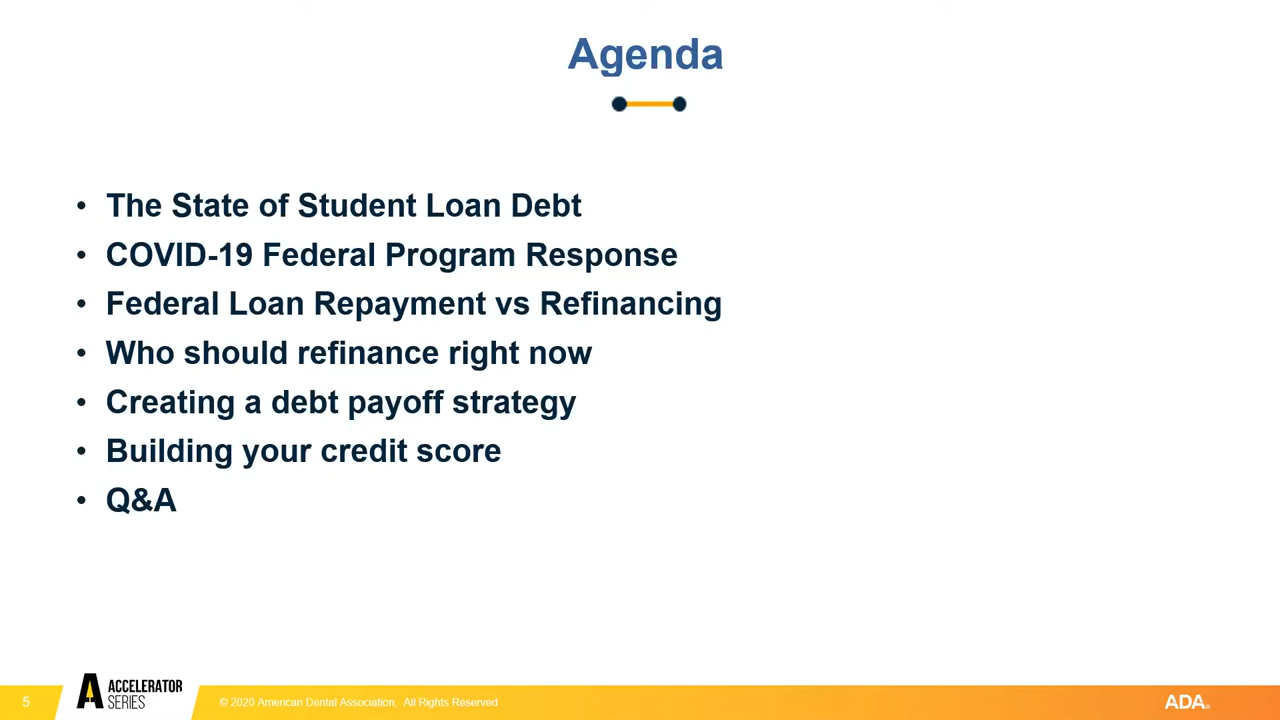 Agenda
• The State of Student Loan Debt
• COVID-19 Federal Program Response
• Federal Loan Repayment vs Refinancing
• Who should refinance right now
• Creating a debt payoff strategy
• Building your credit score
• Q&A
5
A ACCELERATOR
SERIES
© 2020 American Dental Association, All Rights Reserved
ADA.